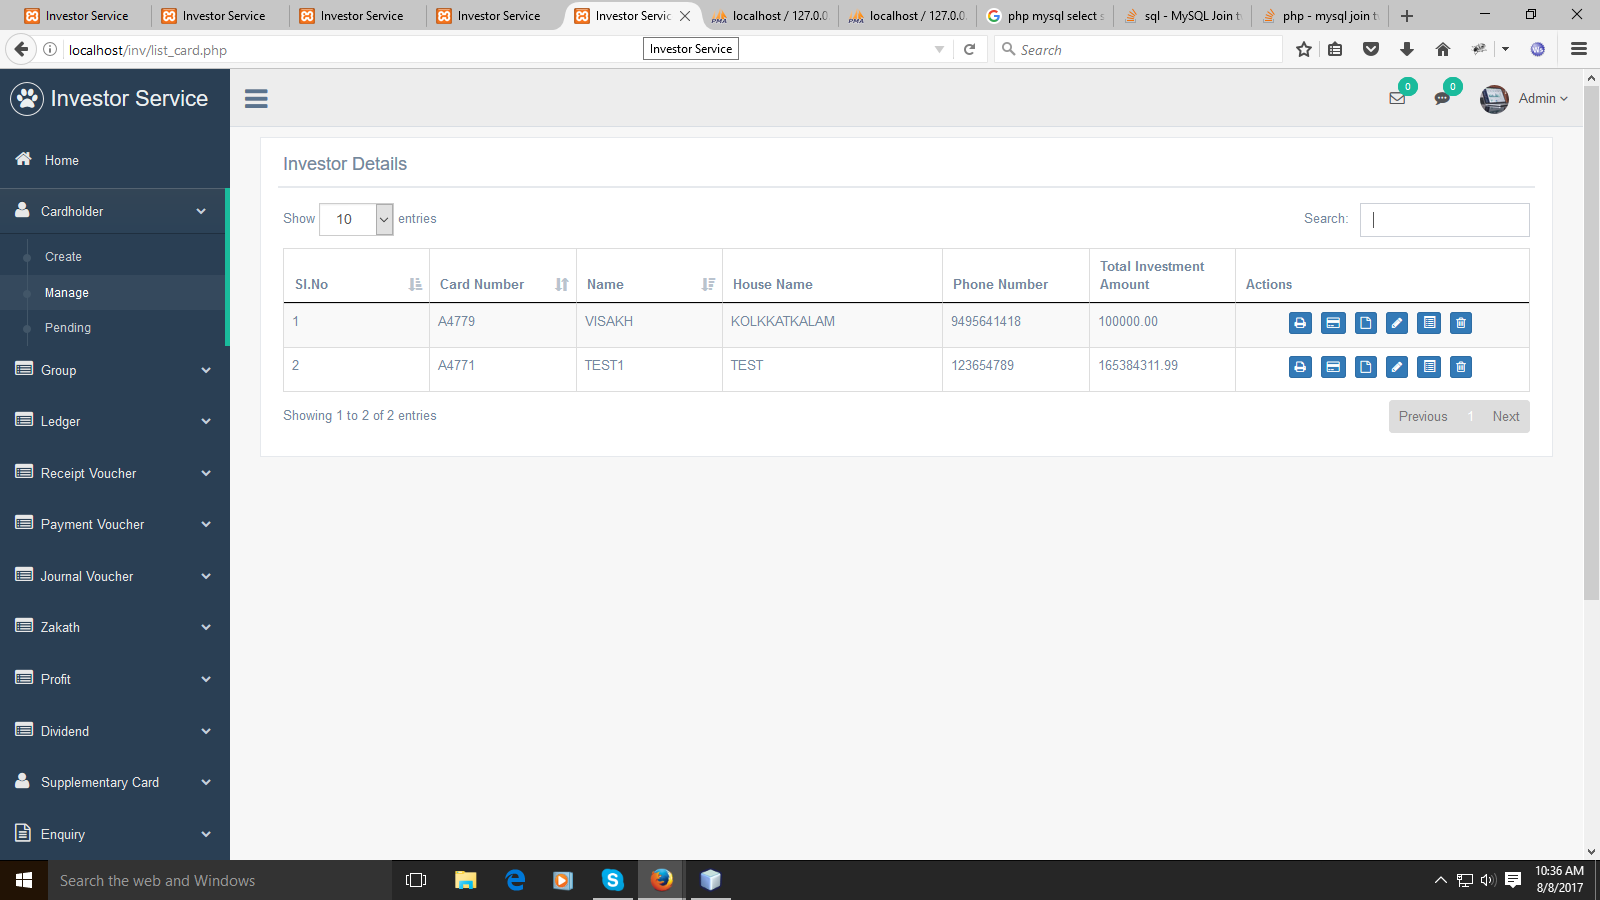 Investor Service
Investor Service
Investor Service
Investor Service
Investor Servic
localhost / 127.0.0
localhost / 127.0.0.
php mysql select s
sql - MySQL Join tw
php - mysql join tw
localhost/inv/list_card.php
Search
Investor Service
Investor Service
0
0
Admin
Home
Cardholder
Create
Manage
Pending
Group
Ledger
Receipt Voucher
Payment Voucher
Journal Voucher
Zakath
Profit
Dividend
Supplementary Card
Enquiry
Investor Details
Show 10 entries
Search:
Sl.No Card Number Name House Name Phone Number Total Investment Amount Actions
1 A4779 VISAKH KOLKKATKALAM 9495641418 100000.00
2 A4771 TEST1 TEST 123654789 165384311.99
Showing 1 to 2 of 2 entries
Previous 1 Next
Search the web and Windows
10:36 AM
8/8/2017